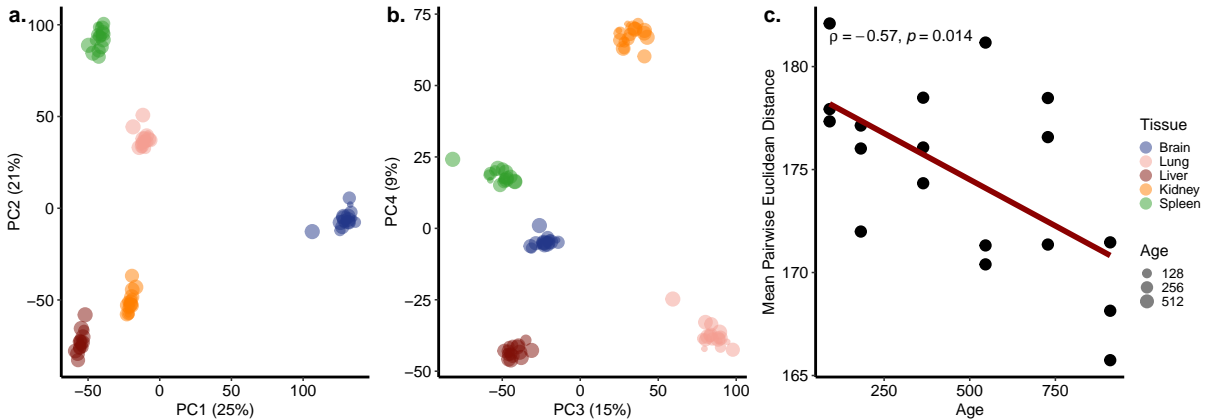 a.
100
50
0
−50
−50
0
50
100
PC1 (25%)
PC2 (21%)
b.
75
50
25
0
−25
−50
−50
0
50
100
PC3 (15%)
PC4 (9%)
c.
ρ = −0.57, p = 0.014
180
175
170
165
250
500
750
Age
Mean Pairwise Euclidean Distance
Tissue
Brain
Lung
Liver
Kidney
Spleen
Age
128
256
512